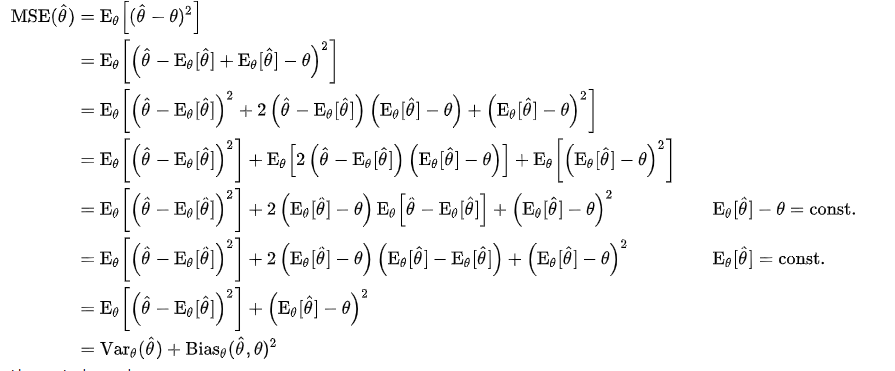 MSE(θ̂) = E_θ[(θ̂ − θ)²]
= E_θ[(θ̂ − E_θ[θ̂] + E_θ[θ̂] − θ)²]
= E_θ[(θ̂ − E_θ[θ̂])² + 2(θ̂ − E_θ[θ̂])(E_θ[θ̂] − θ) + (E_θ[θ̂] − θ)²]
= E_θ[(θ̂ − E_θ[θ̂])²] + E_θ[2(θ̂ − E_θ[θ̂])(E_θ[θ̂] − θ)] + E_θ[(E_θ[θ̂] − θ)²]
= E_θ[(θ̂ − E_θ[θ̂])²] + 2(E_θ[θ̂] − θ)E_θ[θ̂ − E_θ[θ̂]] + (E_θ[θ̂] − θ)² E_θ[θ̂] − θ = const.
= E_θ[(θ̂ − E_θ[θ̂])²] + 2(E_θ[θ̂] − θ)(E_θ[θ̂] − E_θ[θ̂]) + (E_θ[θ̂] − θ)² E_θ[θ̂] = const.
= E_θ[(θ̂ − E_θ[θ̂])²] + (E_θ[θ̂] − θ)²
= Var_θ(θ̂) + Bias_θ(θ̂, θ)²